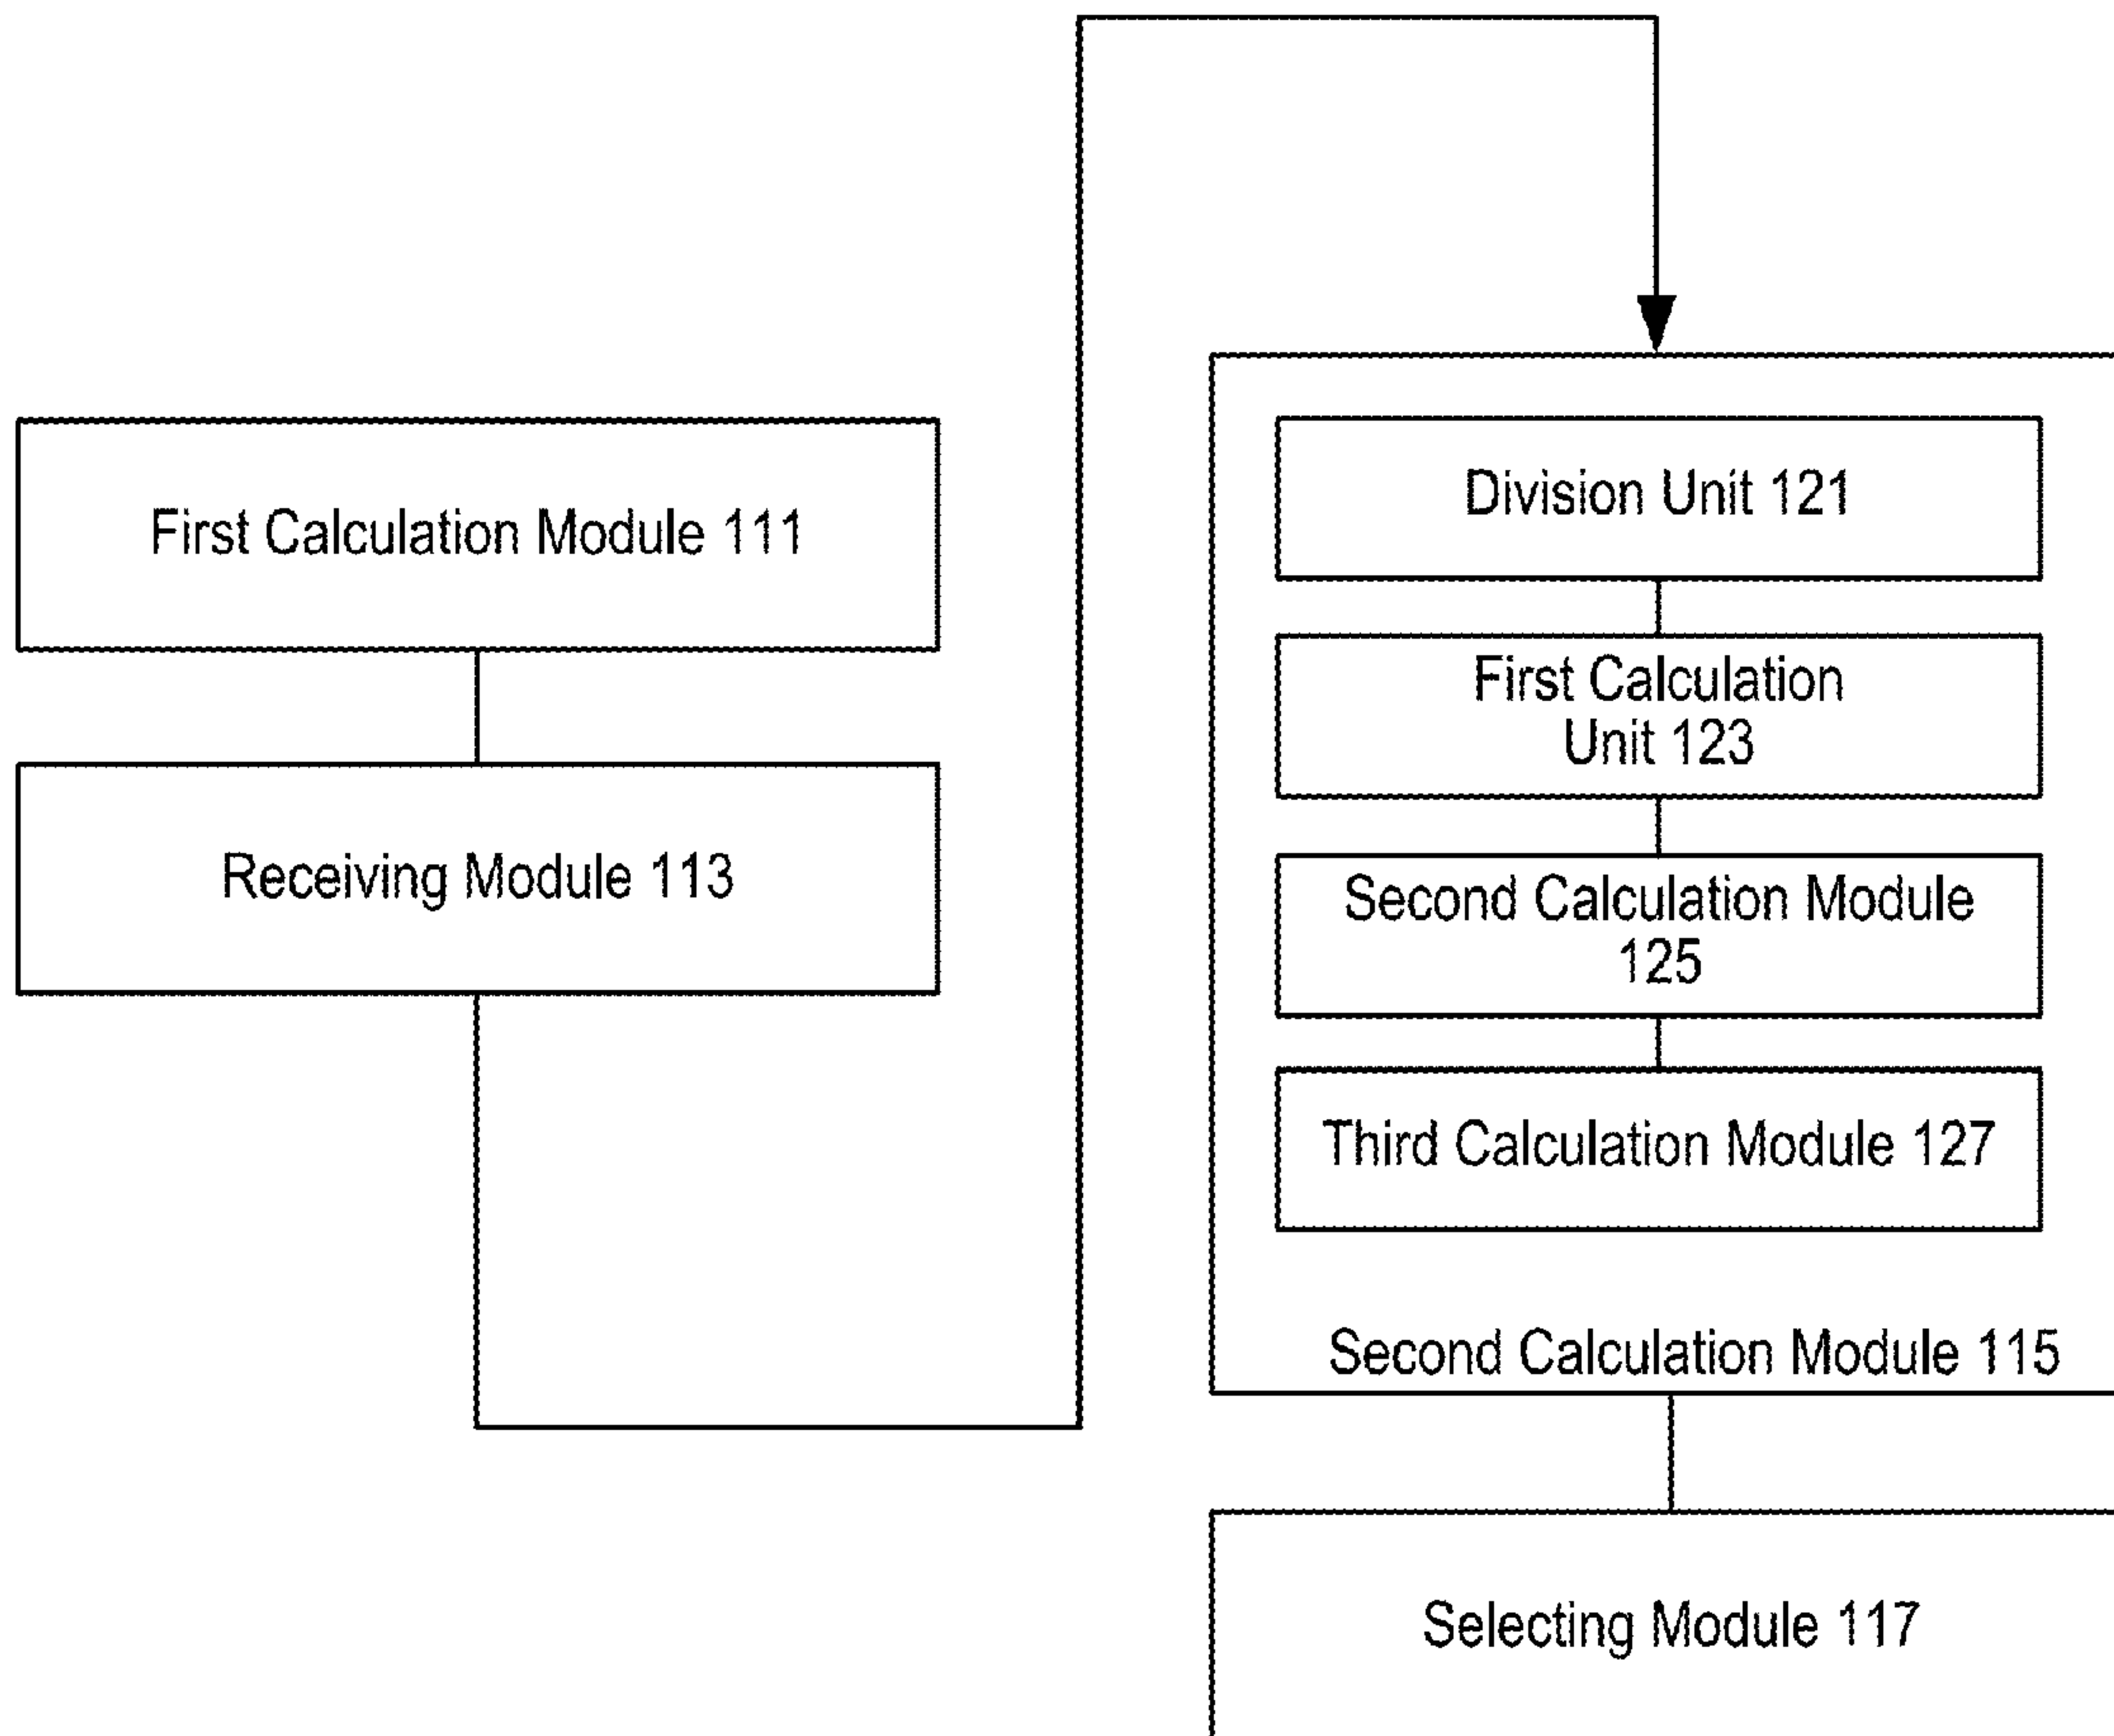 First Calculation Module 111
Receiving Module 113
Division Unit 121
First Calculation
Unit 123
Second Calculation Module
125
Third Calculation Module 127
Second Calculation Module 115
Selecting Module 117